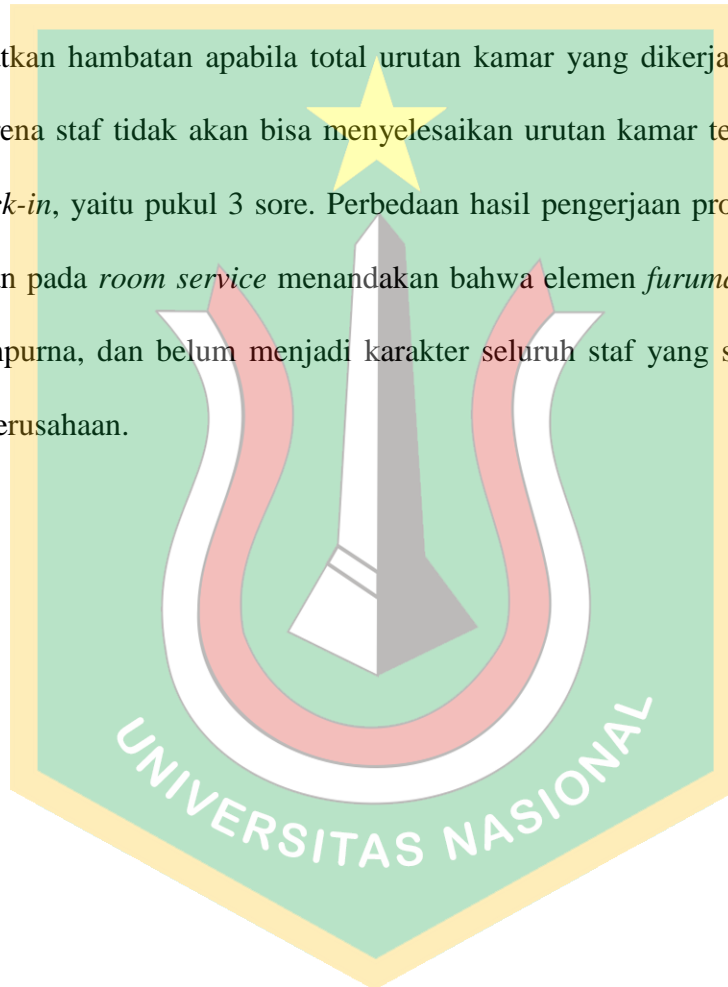 tkan hambatan apabila total urutan kamar yang dikerja
rena staf tidak akan bisa menyelesaikan urutan kamar te
k-in, yaitu pukul 3 sore. Perbedaan hasil pengerjaan pro
n pada room service menandakan bahwa elemen furuma
npurna, dan belum menjadi karakter seluruh staf yang s
erusahaan.
UNIVERSITAS NASIONAL